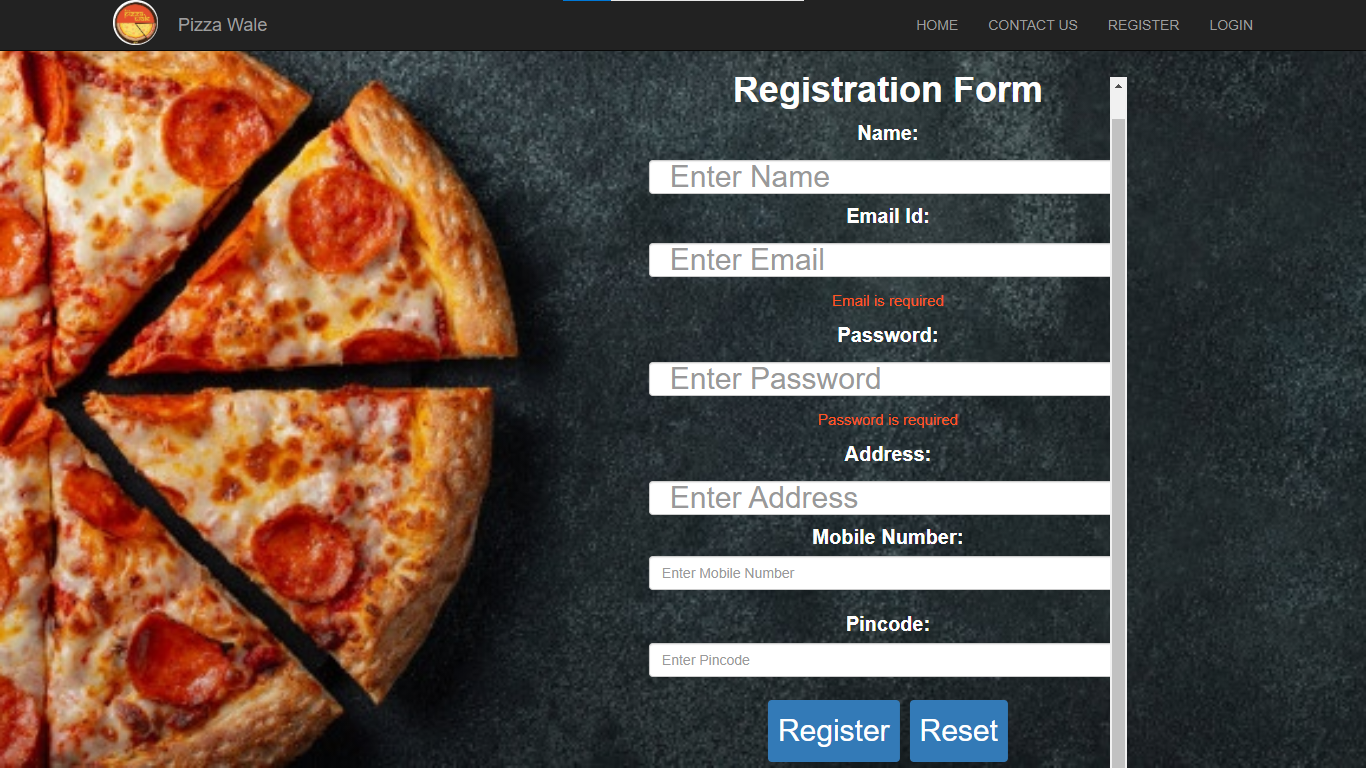 Pizza Wale
HOME
CONTACT US
REGISTER
LOGIN
Registration Form
Name:
Enter Name
Email Id:
Enter Email
Email is required
Password:
Enter Password
Password is required
Address:
Enter Address
Mobile Number:
Enter Mobile Number
Pincode:
Enter Pincode
Register
Reset